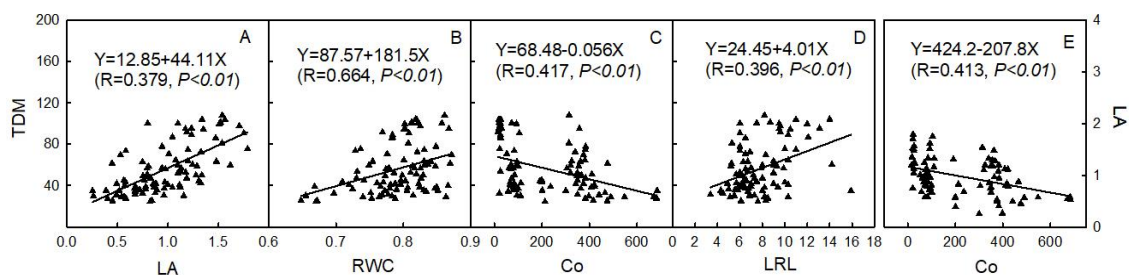 200
160
120
80
40
TDM
A
Y=12.85+44.11X
(R=0.379, P<0.01)
0.0
0.5
1.0
1.5
LA
B
Y=87.57+181.5X
(R=0.664, P<0.01)
0.6
0.7
0.8
0.9
RWC
C
Y=68.48-0.056X
(R=0.417, P<0.01)
0
200
400
600
Co
D
Y=24.45+4.01X
(R=0.396, P<0.01)
0
2
4
6
8
10
12
14
16
18
LRL
E
Y=424.2-207.8X
(R=0.413, P<0.01)
0
200
400
600
Co
4
3
2
1
0
LA